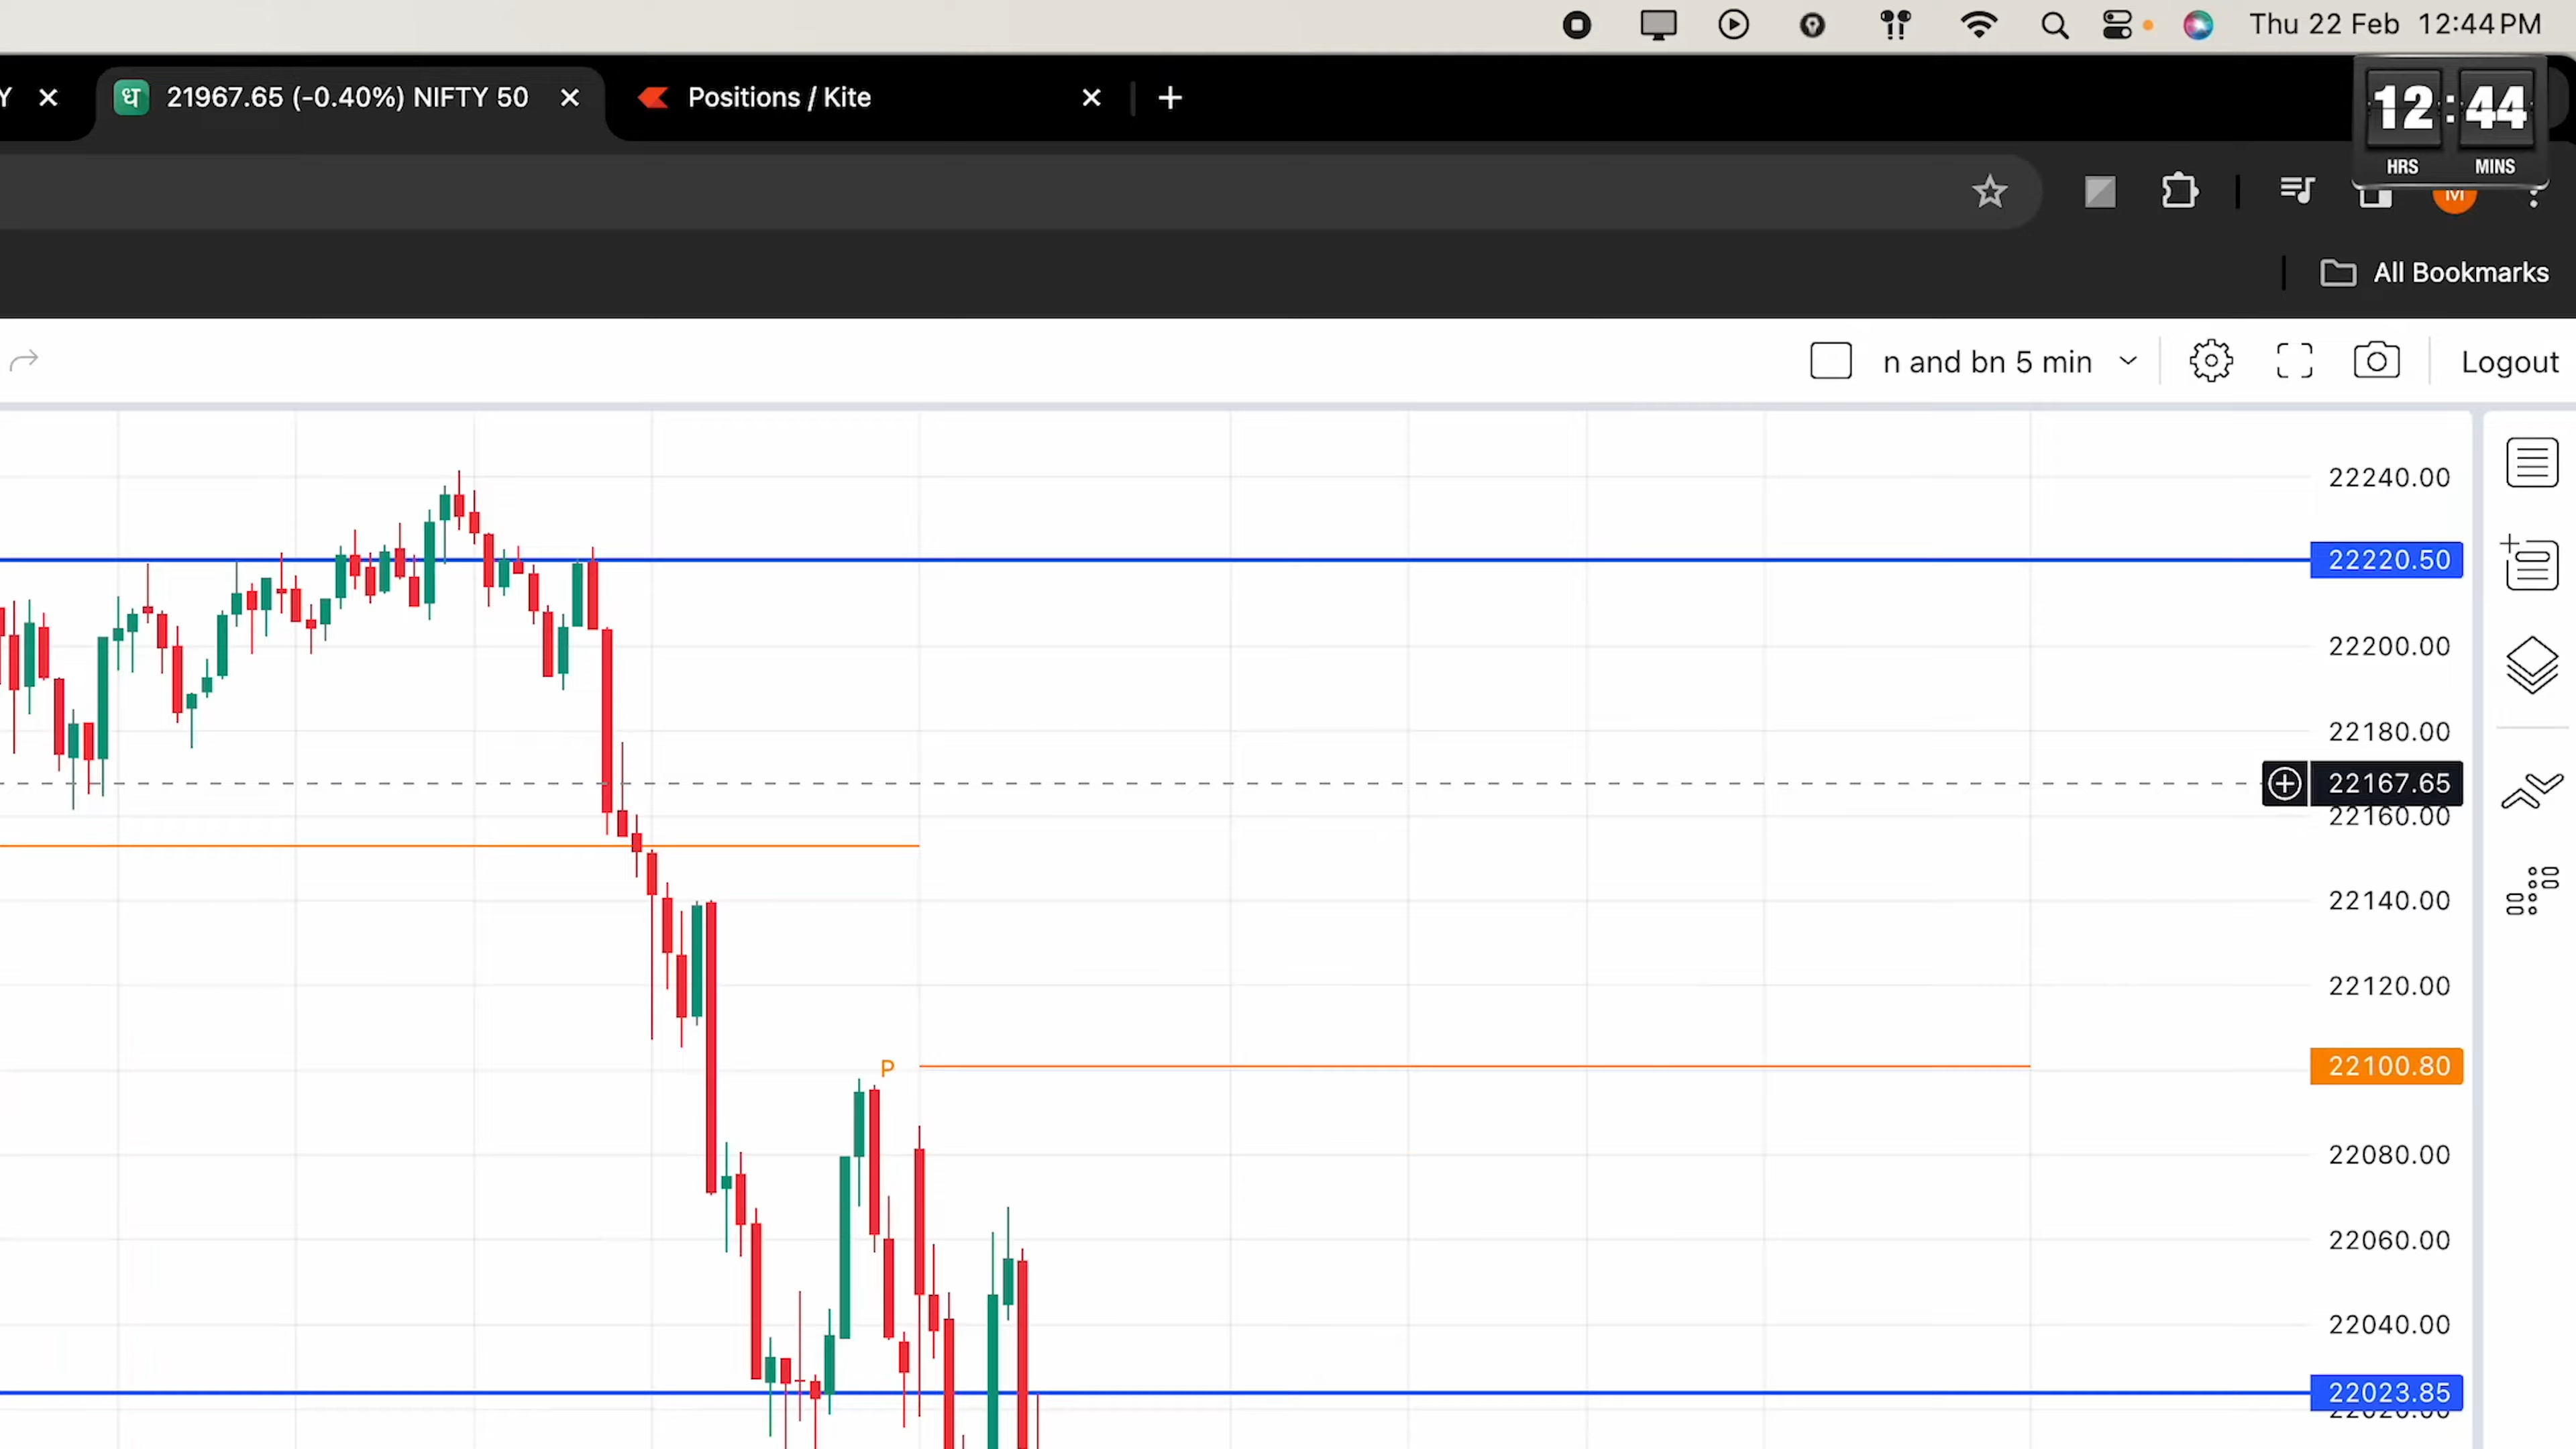 Thu 22 Feb 12:44 PM
Y
ध 21967.65 (-0.40%) NIFTY 50
Positions / Kite
12:44
HRS MINS
M
All Bookmarks
n and bn 5 min
Logout
22240.00
22220.50
22200.00
22180.00
22167.65
22160.00
22140.00
22120.00
P
22100.80
22080.00
22060.00
22040.00
22023.85
22020.00